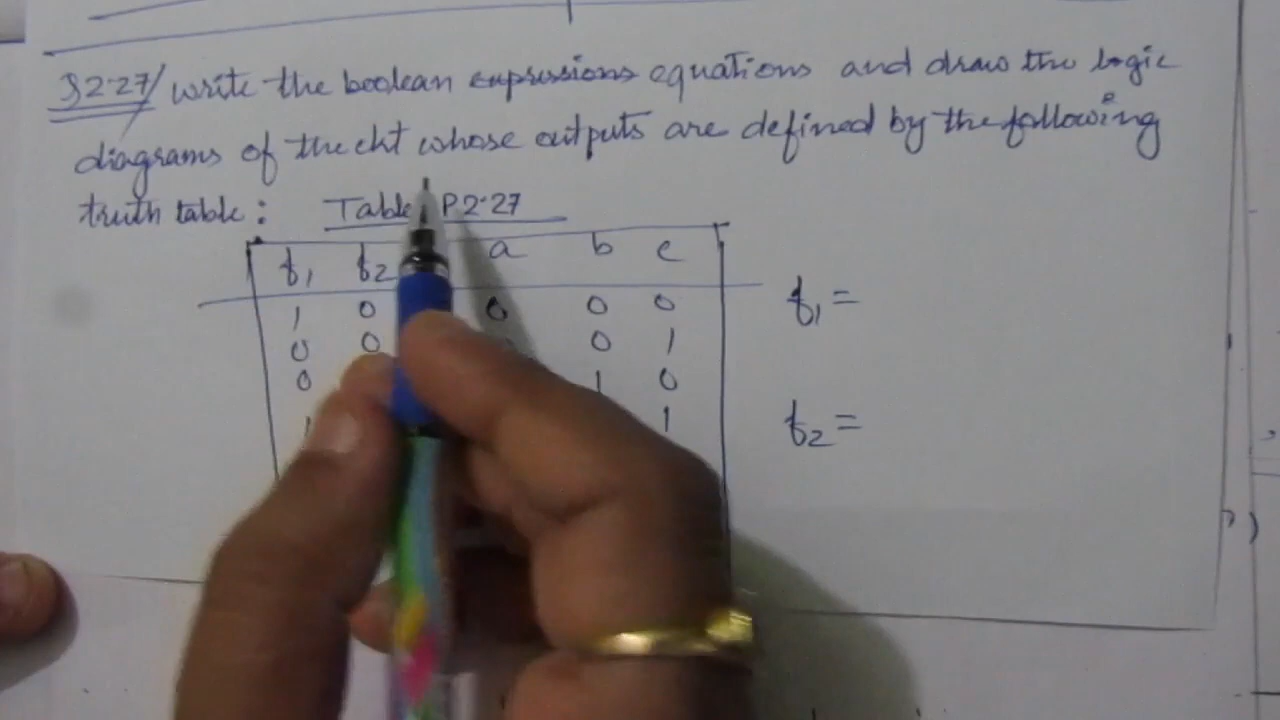 32.27/ write the boolean expressions equations and draw the logic
diagrams of the ckt whose outputs are defined by the following
truth table : Table P2.27
f1 f2 a b c
1 0 0 0 0 f1 =
0 0 0 1
0 1 0
1 1 f2 =